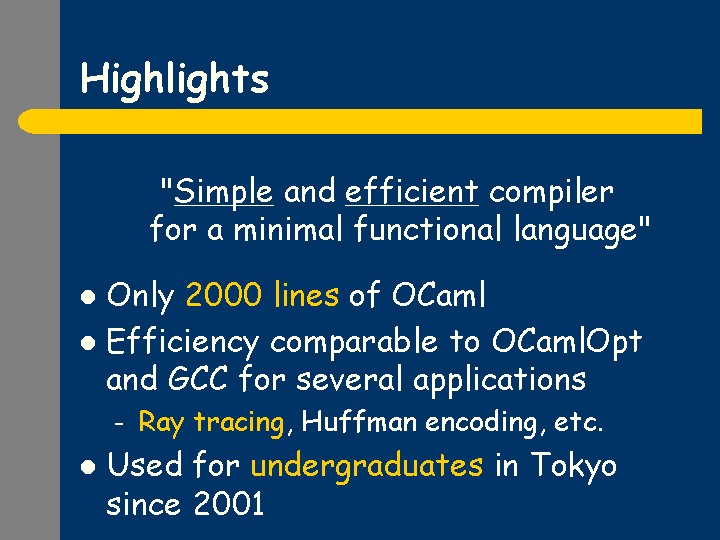 Highlights
"Simple and efficient compiler
for a minimal functional language"
● Only 2000 lines of OCaml
● Efficiency comparable to OCamlOpt
and GCC for several applications
– Ray tracing, Huffman encoding, etc.
● Used for undergraduates in Tokyo
since 2001